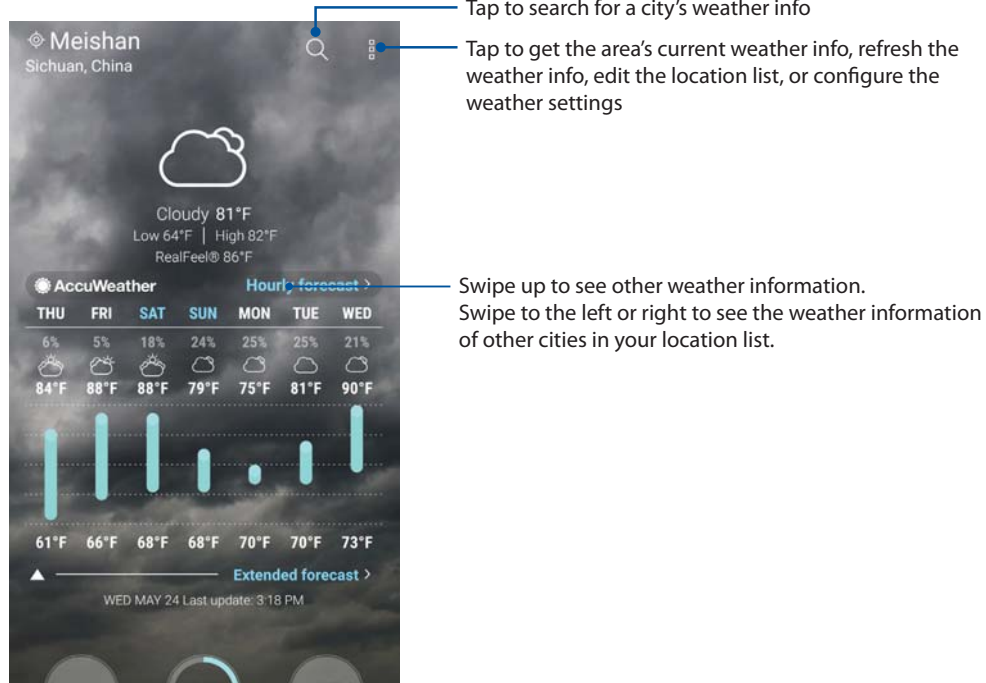 Tap to search for a city’s weather info
Tap to get the area’s current weather info, refresh the
weather info, edit the location list, or configure the
weather settings
Meishan
Sichuan, China
Cloudy 81°F
Low 64°F | High 82°F
RealFeel® 86°F
AccuWeather Hourly forecast >
Swipe up to see other weather information.
Swipe to the left or right to see the weather information
of other cities in your location list.
THU FRI SAT SUN MON TUE WED
6% 5% 18% 24% 25% 25% 21%
84°F 88°F 88°F 79°F 75°F 81°F 90°F
61°F 66°F 68°F 68°F 70°F 70°F 73°F
Extended forecast >
WED MAY 24 Last update: 3:18 PM